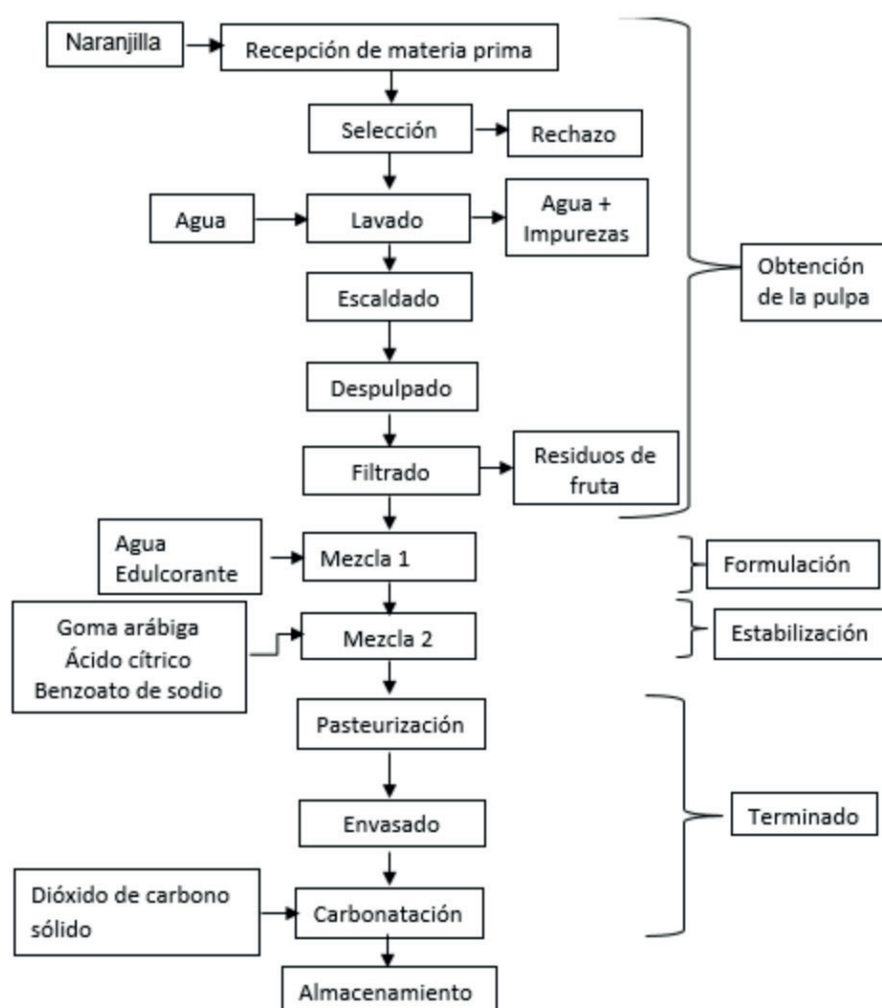 Naranjilla
Recepción de materia prima
Selección
Rechazo
Agua
Lavado
Agua +
Impurezas
Escaldado
Obtención
de la pulpa
Despulpado
Filtrado
Residuos de
fruta
Agua
Edulcorante
Mezcla 1
Formulación
Goma arábiga
Ácido cítrico
Benzoato de sodio
Mezcla 2
Estabilización
Pasteurización
Envasado
Terminado
Dióxido de carbono
sólido
Carbonatación
Almacenamiento